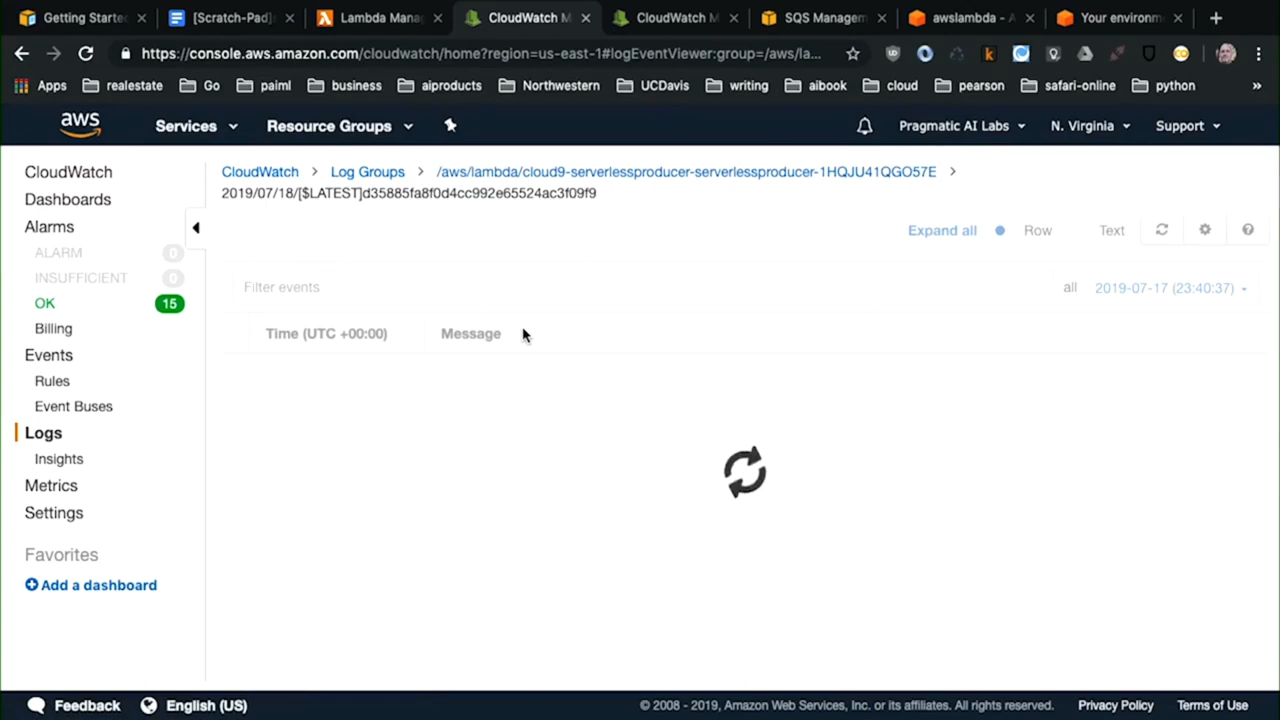 Getting Starte
[Scratch-Pad]
Lambda Mana
CloudWatch M
CloudWatch M
SQS Managem
awslambda - A
Your environm
https://console.aws.amazon.com/cloudwatch/home?region=us-east-1#logEventViewer:group=/aws/la...
Apps realestate Go paiml business aiproducts Northwestern UCDavis writing aibook cloud pearson safari-online python »
aws Services Resource Groups Pragmatic AI Labs N. Virginia Support
CloudWatch
Dashboards
Alarms
ALARM 0
INSUFFICIENT 0
OK 15
Billing
Events
Rules
Event Buses
Logs
Insights
Metrics
Settings
Favorites
Add a dashboard
CloudWatch > Log Groups > /aws/lambda/cloud9-serverlessproducer-serverlessproducer-1HQJU41QGO57E >
2019/07/18/[$LATEST]d35885fa8f0d4cc992e65524ac3f09f9
Expand all Row Text
Filter events all 2019-07-17 (23:40:37)
Time (UTC +00:00) Message
Feedback English (US) © 2008 - 2019, Amazon Web Services, Inc. or its affiliates. All rights reserved. Privacy Policy Terms of Use